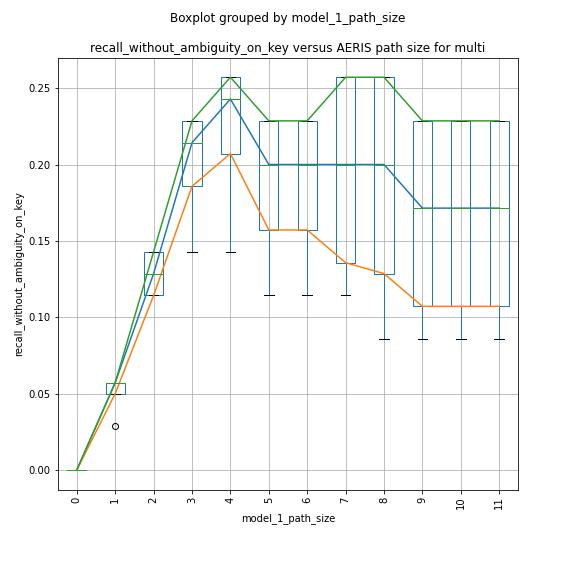 Boxplot grouped by model_1_path_size
recall_without_ambiguity_on_key versus AERIS path size for multi
recall_without_ambiguity_on_key
0.25
0.20
0.15
0.10
0.05
0.00
0 1 2 3 4 5 6 7 8 9 10 11
model_1_path_size